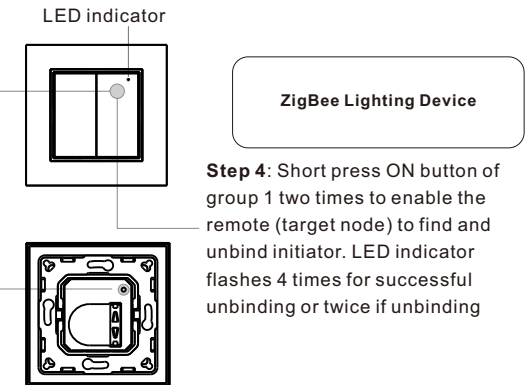 LED indicator
ZigBee Lighting Device
Step 4: Short press ON button of
group 1 two times to enable the
remote (target node) to find and
unbind initiator. LED indicator
flashes 4 times for successful
unbinding or twice if unbinding